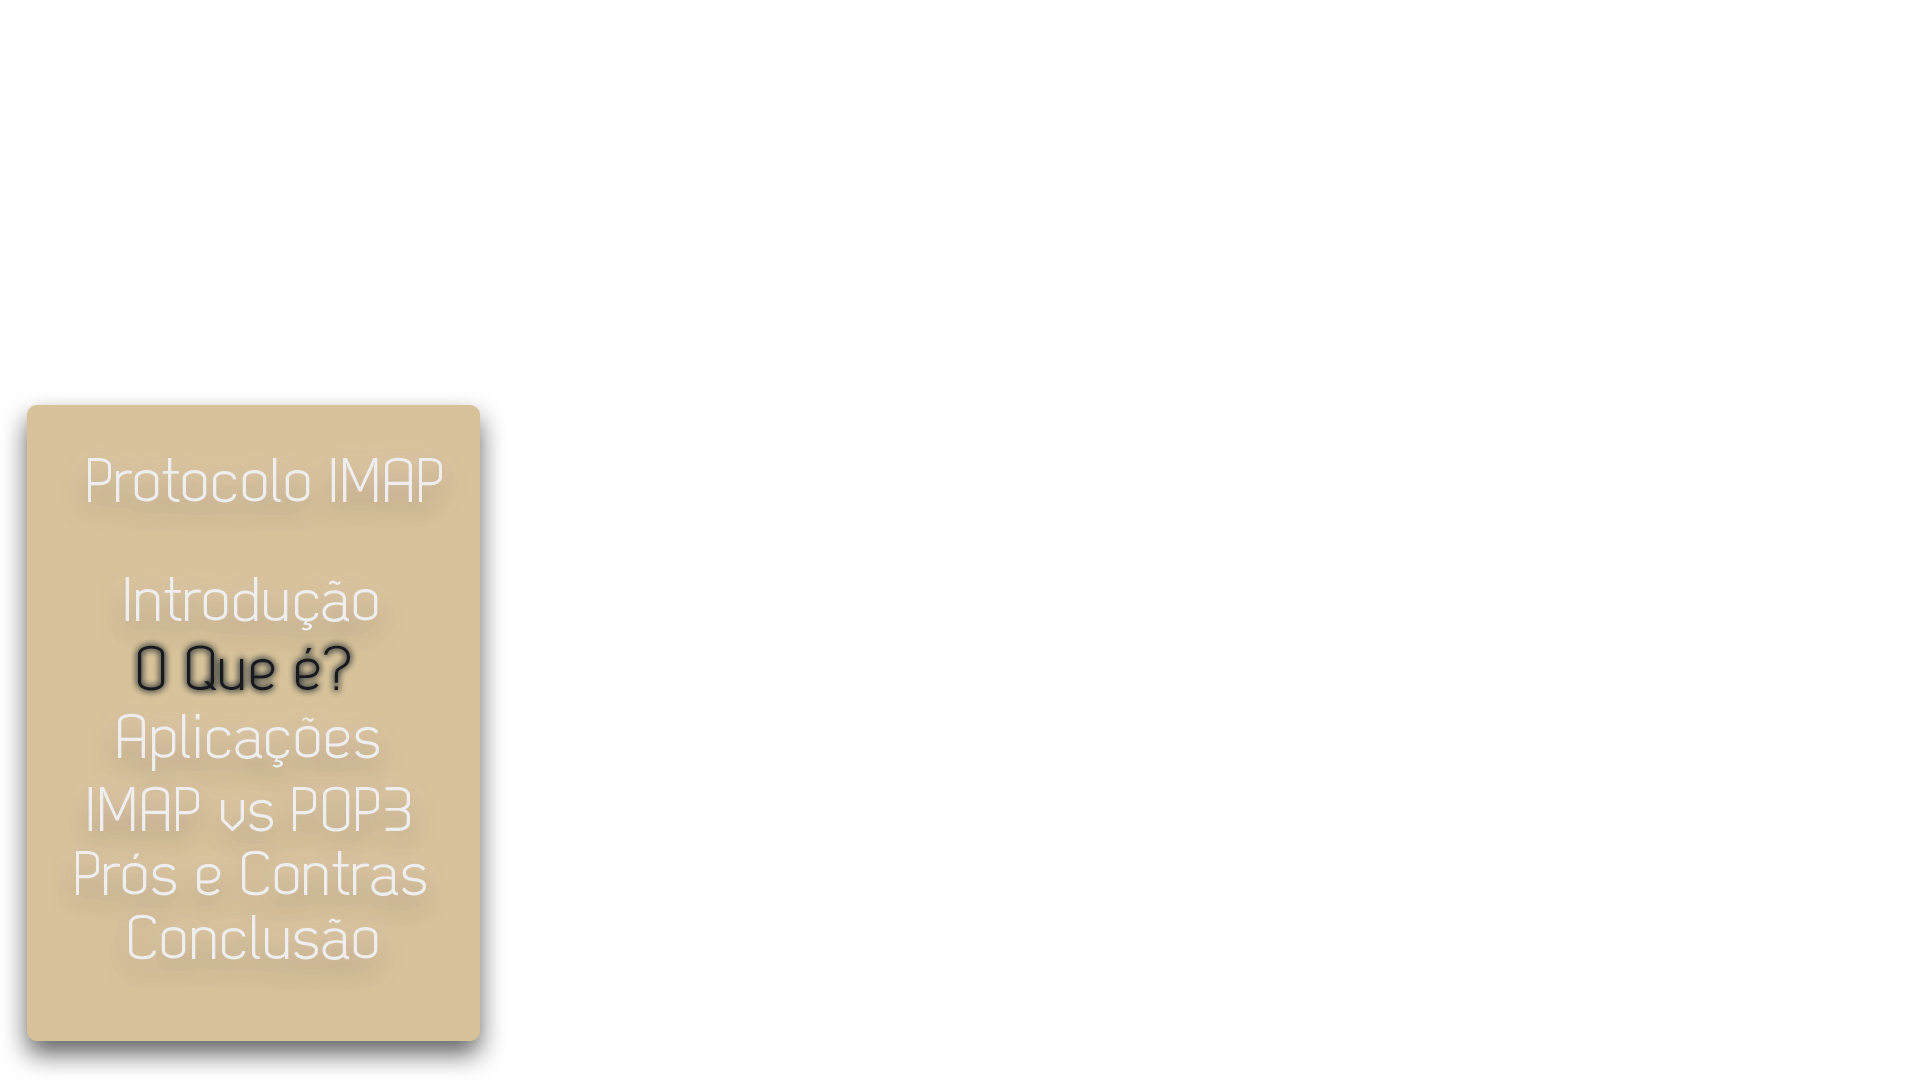 Protocolo IMAP
Introdução
O Que é?
Aplicações
IMAP vs POP3
Prós e Contras
Conclusão